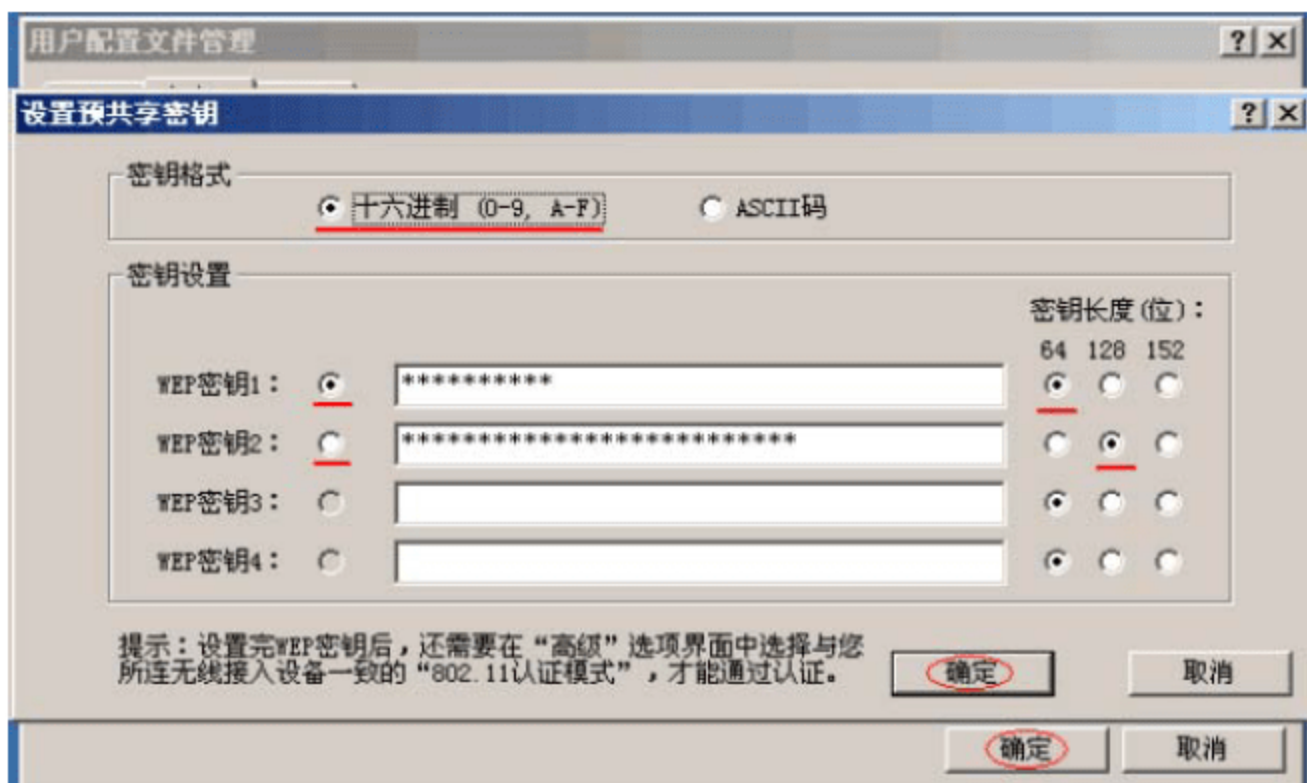 用户配置文件管理
设置预共享密钥
密钥格式
十六进制 (0-9, A-F) ASCII码
密钥设置
密钥长度(位):
64 128 152
WEP密钥1: **********
WEP密钥2: **************************
WEP密钥3:
WEP密钥4:
提示:设置完WEP密钥后,还需要在“高级”选项界面中选择与您
所连无线接入设备一致的“802.11认证模式”,才能通过认证。
确定 取消
确定 取消